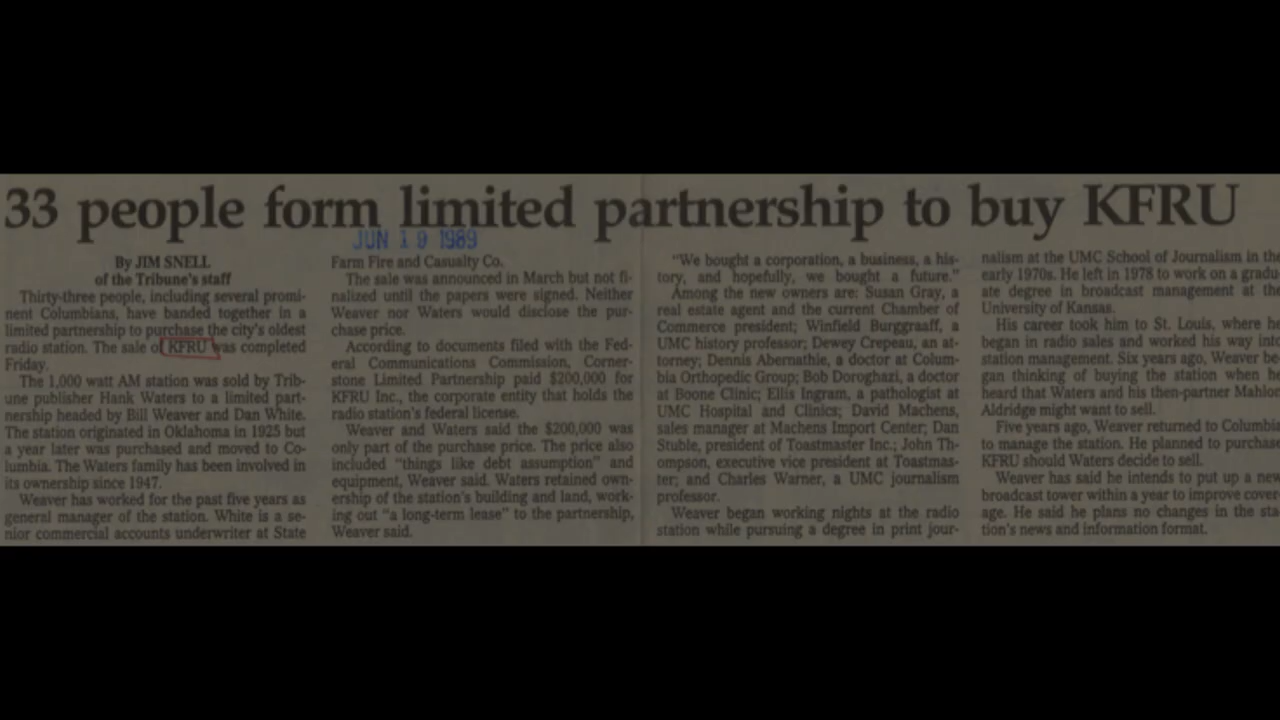 33 people form limited partnership to buy KFRU
JUN 19 1989
By JIM SNELL
of the Tribune's staff
Thirty-three people, including several promi-
nent Columbians, have banded together in a
limited partnership to purchase the city's oldest
radio station. The sale of KFRU was completed
Friday.
The 1,000 watt AM station was sold by Trib-
une publisher Hank Waters to a limited part-
nership headed by Bill Weaver and Dan White.
The station originated in Oklahoma in 1925 but
a year later was purchased and moved to Co-
lumbia. The Waters family has been involved in
its ownership since 1947.
Weaver has worked for the past five years as
general manager of the station. White is a se-
nior commercial accounts underwriter at State
Farm Fire and Casualty Co.
The sale was announced in March but not fi-
nalized until the papers were signed. Neither
Weaver nor Waters would disclose the pur-
chase price.
According to documents filed with the Fed-
eral Communications Commission, Corner-
stone Limited Partnership paid $200,000 for
KFRU Inc., the corporate entity that holds the
radio station's federal license.
Weaver and Waters said the $200,000 was
only part of the purchase price. The price also
included "things like debt assumption" and
equipment, Weaver said. Waters retained own-
ership of the station's building and land, work-
ing out "a long-term lease" to the partnership,
Weaver said.
"We bought a corporation, a business, a his-
tory, and hopefully, we bought a future."
Among the new owners are: Susan Gray, a
real estate agent and the current Chamber of
Commerce president; Winfield Burggraaff, a
UMC history professor; Dewey Crepeau, an at-
torney; Dennis Abernathie, a doctor at Colum-
bia Orthopedic Group; Bob Doroghazi, a doctor
at Boone Clinic; Ellis Ingram, a pathologist at
UMC Hospital and Clinics; David Machens,
sales manager at Machens Import Center; Dan
Stuble, president of Toastmaster Inc.; John Th-
ompson, executive vice president at Toastmas-
ter; and Charles Warner, a UMC journalism
professor.
Weaver began working nights at the radio
station while pursuing a degree in print jour-
nalism at the UMC School of Journalism in the
early 1970s. He left in 1978 to work on a gradu-
ate degree in broadcast management at the
University of Kansas.
His career took him to St. Louis, where he
began in radio sales and worked his way into
station management. Six years ago, Weaver be-
gan thinking of buying the station when he
heard that Waters and his then-partner Mahlon
Aldridge might want to sell.
Five years ago, Weaver returned to Columbia
to manage the station. He planned to purchase
KFRU should Waters decide to sell.
Weaver has said he intends to put up a new
broadcast tower within a year to improve cover-
age. He said he plans no changes in the sta-
tion's news and information format.